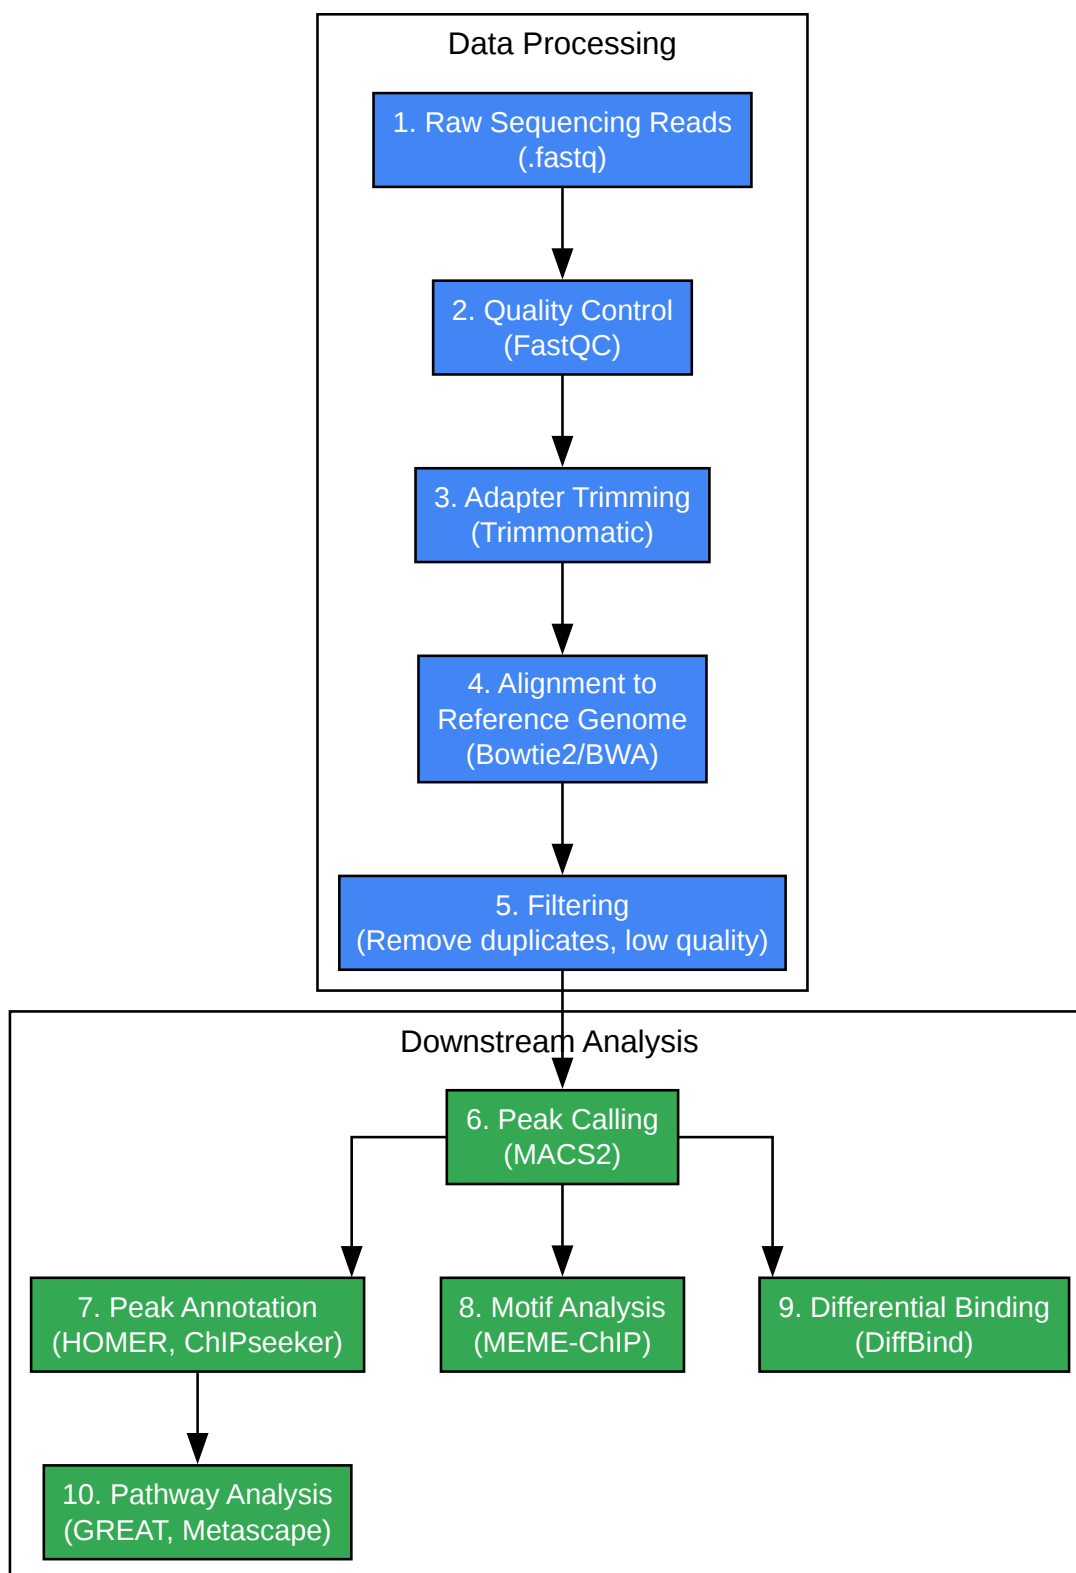 Data Processing
1. Raw Sequencing Reads
(.fastq)
2. Quality Control
(FastQC)
3. Adapter Trimming
(Trimmomatic)
4. Alignment to
Reference Genome
(Bowtie2/BWA)
5. Filtering
(Remove duplicates, low quality)
Downstream Analysis
6. Peak Calling
(MACS2)
7. Peak Annotation
(HOMER, ChIPseeker)
8. Motif Analysis
(MEME-ChIP)
9. Differential Binding
(DiffBind)
10. Pathway Analysis
(GREAT, Metascape)